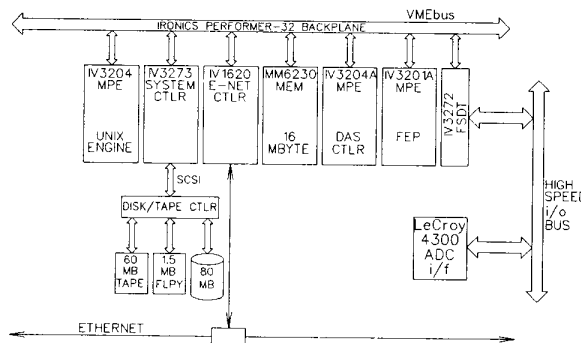 VMEbus
IRONICS PERFORMER-32 BACKPLANE
IV3204
MPE
UNIX
ENGINE
IV3273
SYSTEM
CTLR
IV1620
E-NET
CTLR
MM6230
MEM
16
MBYTE
IV3204A
MPE
DAS
CTLR
IV3201A
MPE
FEP
IV3272
FSDT
SCSI
DISK/TAPE CTLR
60
MB
TAPE
1.5
MB
FLPY
80
MB
HIGH
SPEED
i/o
BUS
LeCroy
4300
ADC
i/f
ETHERNET